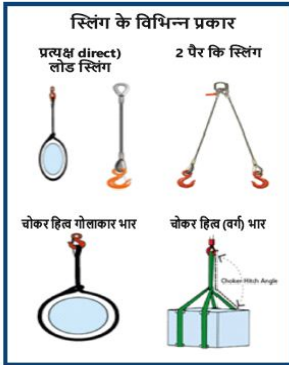 स्लिंग के विभिन्न प्रकार
प्रत्यक्ष direct)
लोड स्लिंग
2 पैर कि स्लिंग
चोकर हित्व गोलाकार भार
चोकर हित्व (वर्ग) भार
Choker Hitch Angle